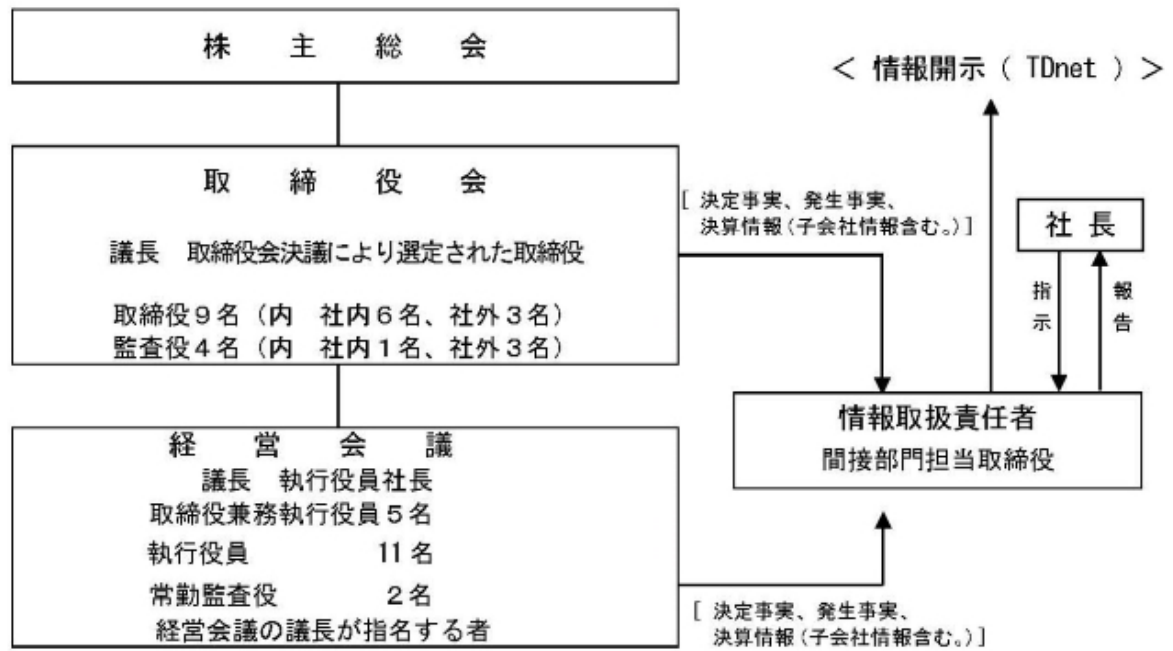 株 主 総 会
取 締 役 会
議長 取締役会決議により選定された取締役
取締役9名(内 社内6名、社外3名)
監査役4名(内 社内1名、社外3名)
経 営 会 議
議長 執行役員社長
取締役兼務執行役員5名
執行役員 11名
常勤監査役 2名
経営会議の議長が指名する者
[ 決定事実、発生事実、
決算情報(子会社情報含む。)]
< 情報開示( TDnet )>
社 長
指示
報告
情報取扱責任者
間接部門担当取締役
[ 決定事実、発生事実、
決算情報(子会社情報含む。)]